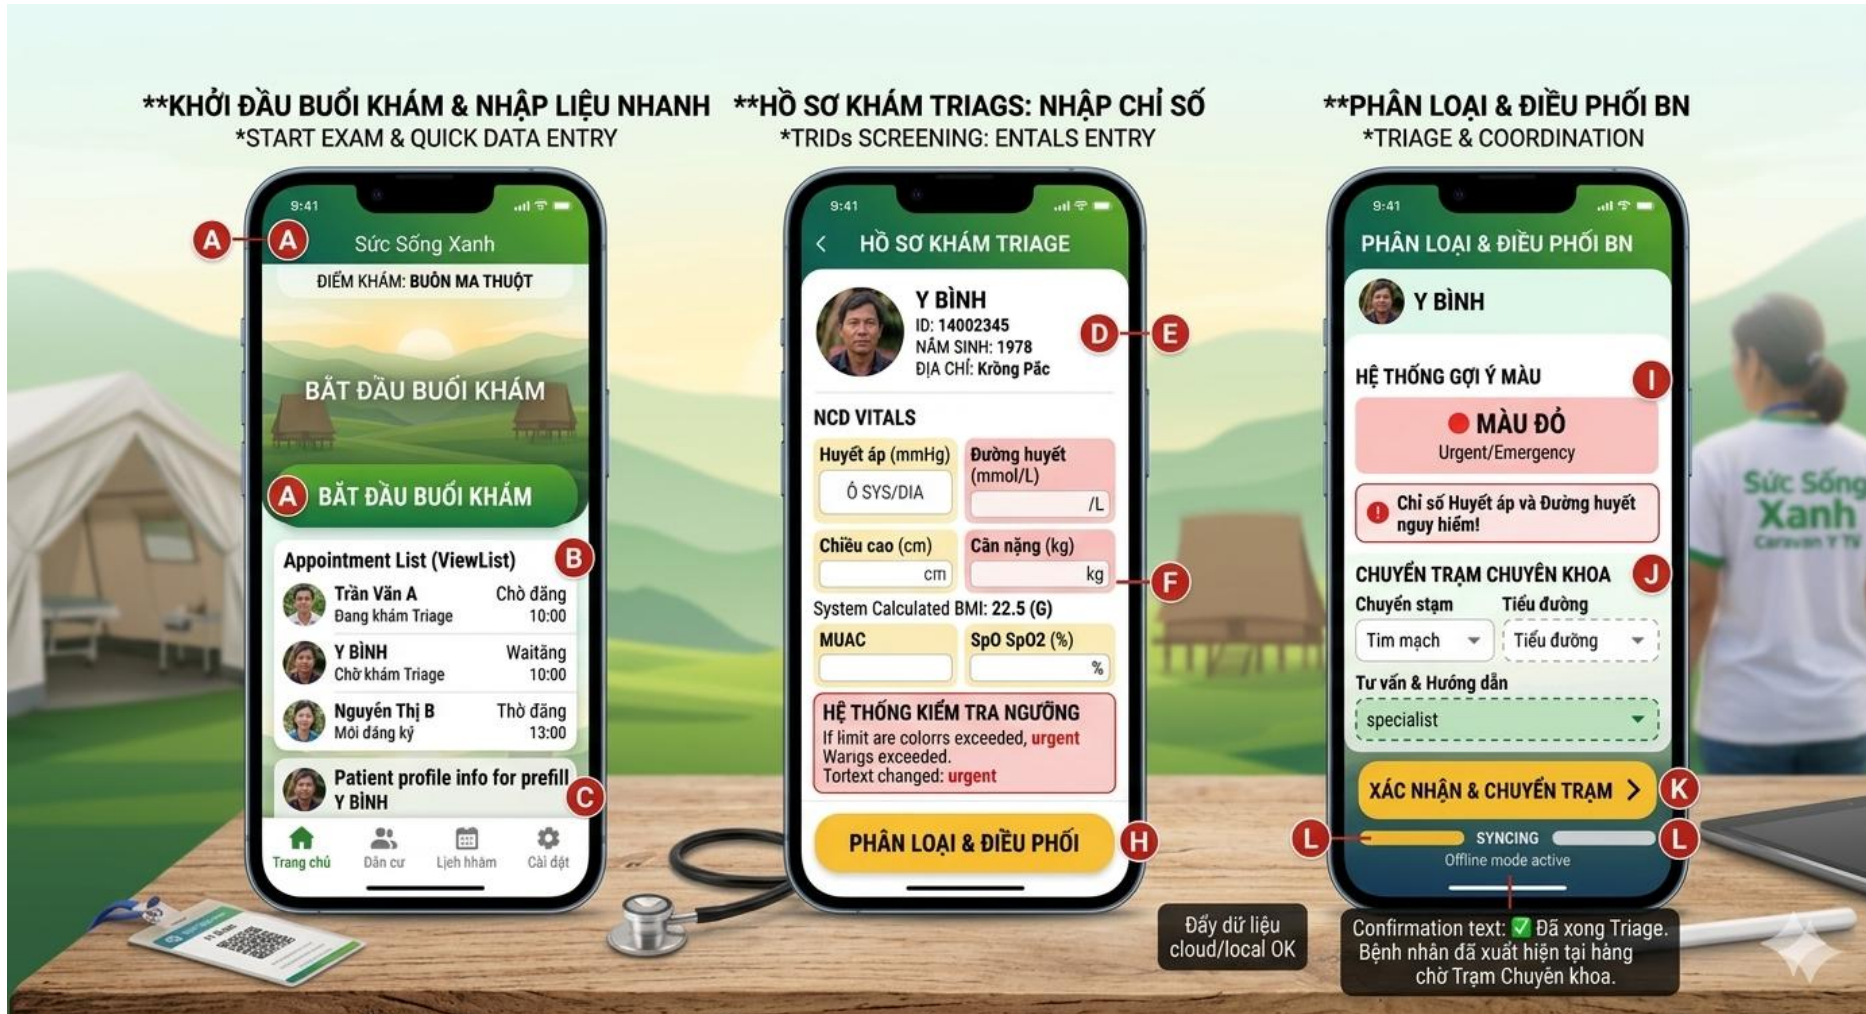 **KHỞI ĐẦU BUỔI KHÁM & NHẬP LIỆU NHANH
*START EXAM & QUICK DATA ENTRY
9:41
A
A
Sức Sống Xanh
ĐIỂM KHÁM: BUÔN MA THUỘT
BẮT ĐẦU BUỔI KHÁM
A
BẮT ĐẦU BUỔI KHÁM
Appointment List (ViewList)
B
Trần Văn A
Chờ đăng
Đang khám Triage
10:00
Y BÌNH
Waităng
Chờ khám Triage
10:00
Nguyễn Thị B
Thờ đăng
Mới đáng ký
13:00
Patient profile info for prefill
Y BÌNH
C
Trang chủ
Dân cư
Lịeh hhàm
Cài dặt
**HỒ SƠ KHÁM TRIAGS: NHẬP CHỈ SỐ
*TRIDs SCREENING: ENTALS ENTRY
9:41
HỒ SƠ KHÁM TRIAGE
Y BÌNH
ID: 14002345
NĂM SINH: 1978
ĐỊA CHỈ: Krồng Pắc
D
E
NCD VITALS
Huyết áp (mmHg)
Ô SYS/DIA
Đường huyết
(mmol/L)
/L
Chiều cao (cm)
cm
Cân nặng (kg)
kg
F
System Calculated BMI: 22.5 (G)
MUAC
SpO SpO2 (%)
%
HỆ THỐNG KIỂM TRA NGƯỠNG
If limit are colorrs exceeded, urgent
Warigs exceeded.
Tortext changed: urgent
PHÂN LOẠI & ĐIỀU PHỐI
H
**PHÂN LOẠI & ĐIỀU PHỐI BN
*TRIAGE & COORDINATION
9:41
PHÂN LOẠI & ĐIỀU PHỐI BN
Y BÌNH
HỆ THỐNG GỢI Ý MÀU
I
MÀU ĐỎ
Urgent/Emergency
Chỉ số Huyết áp và Đường huyết
nguy hiểm!
CHUYỂN TRẠM CHUYÊN KHOA
J
Chuyển stạm
Tiểu đường
Tim mạch
Tiểu đường
Tư vấn & Hướng dẫn
specialist
XÁC NHẬN & CHUYỂN TRẠM
K
L
SYNCING
L
Offline mode active
Đẩy dữ liệu
cloud/local OK
Confirmation text: ✅ Đã xong Triage.
Bệnh nhân đã xuất hiện tại hàng
chờ Trạm Chuyên khoa.
Sức Sống
Xanh